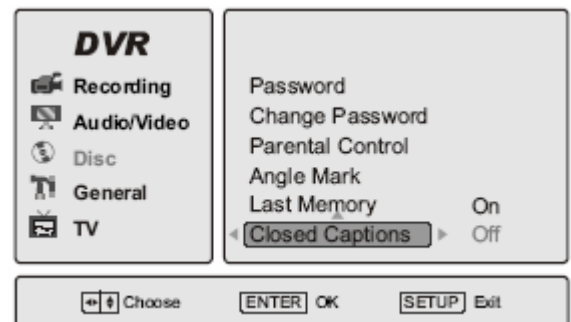 DVR
Recording
Audio/Video
Disc
General
TV
Password
Change Password
Parental Control
Angle Mark
Last Memory On
Closed Captions Off
Choose ENTER OK SETUP Exit